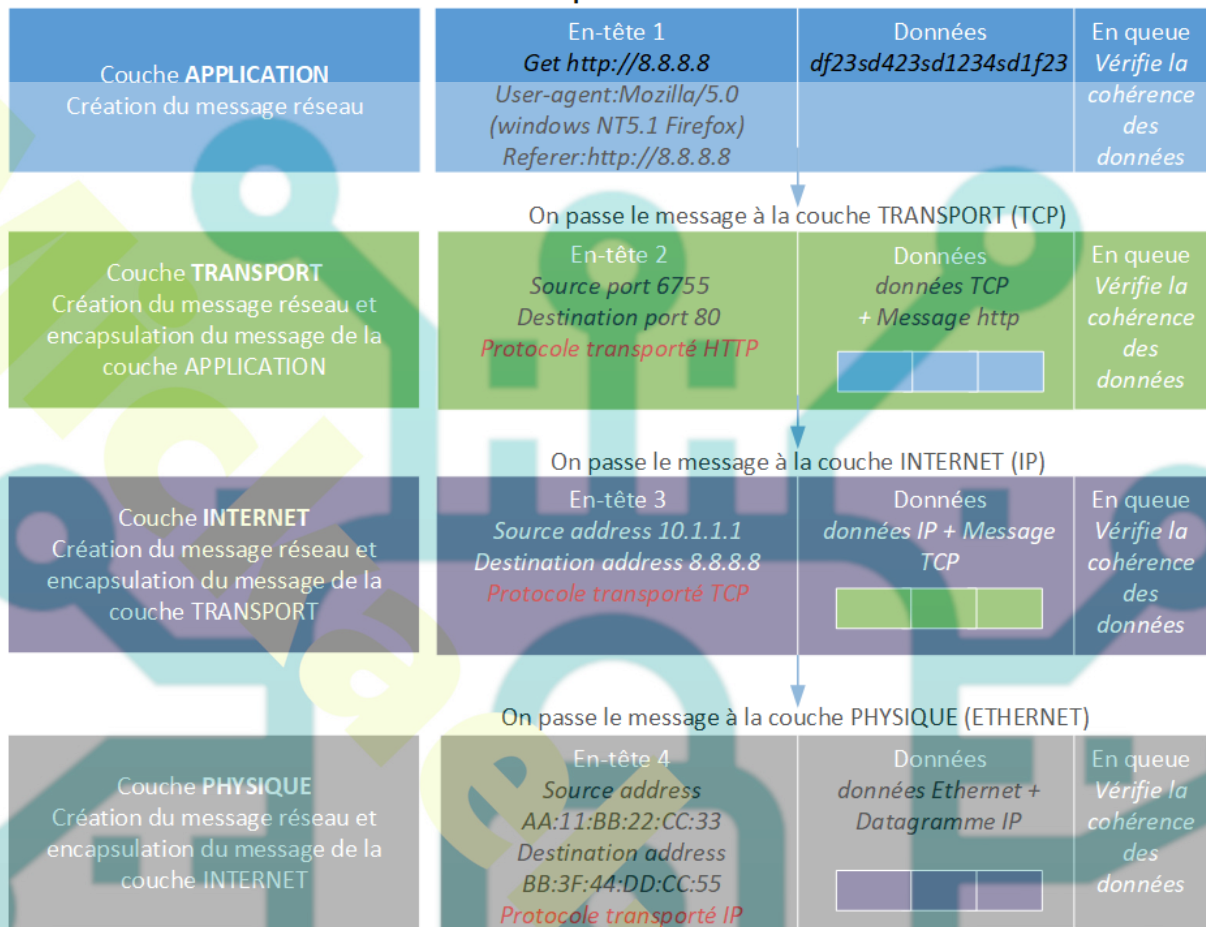 Couche APPLICATION
Création du message réseau
En-tête 1
Get http://8.8.8.8
User-agent:Mozilla/5.0
(windows NT5.1 Firefox)
Referer:http://8.8.8.8
Données
df23sd423sd1234sd1f23
En queue
Vérifie la
cohérence
des
données
On passe le message à la couche TRANSPORT (TCP)
Couche TRANSPORT
Création du message réseau et
encapsulation du message de la
couche APPLICATION
En-tête 2
Source port 6755
Destination port 80
Protocole transporté HTTP
Données
données TCP
+ Message http
En queue
Vérifie la
cohérence
des
données
On passe le message à la couche INTERNET (IP)
Couche INTERNET
Création du message réseau et
encapsulation du message de la
couche TRANSPORT
En-tête 3
Source address 10.1.1.1
Destination address 8.8.8.8
Protocole transporté TCP
Données
données IP + Message
TCP
En queue
Vérifie la
cohérence
des
données
On passe le message à la couche PHYSIQUE (ETHERNET)
Couche PHYSIQUE
Création du message réseau et
encapsulation du message de la
couche INTERNET
En-tête 4
Source address
AA:11:BB:22:CC:33
Destination address
BB:3F:44:DD:CC:55
Protocole transporté IP
Données
données Ethernet +
Datagramme IP
En queue
Vérifie la
cohérence
des
données